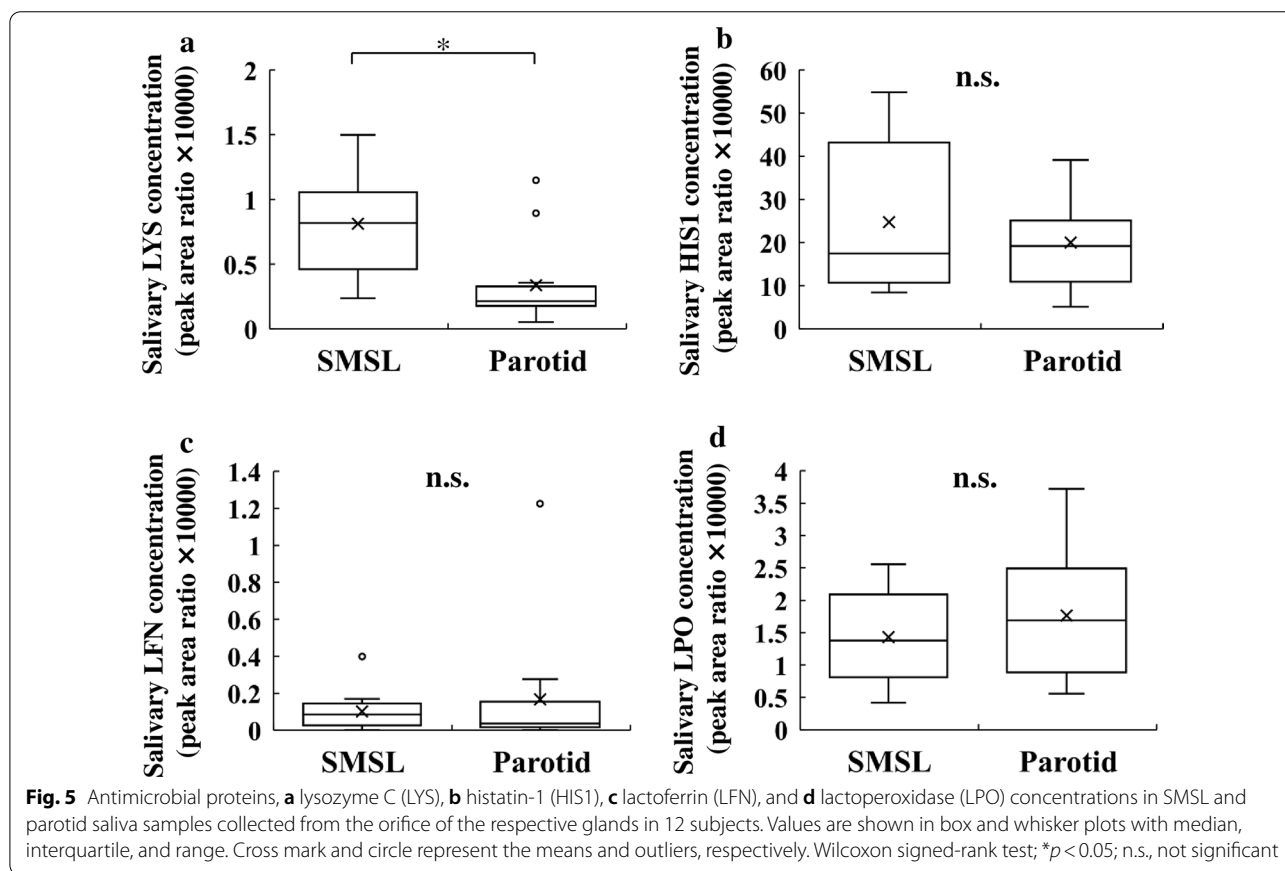 a
*
Salivary LYS concentration
(peak area ratio ×10000)
2
1.5
1
0.5
0
SMSL
Parotid
b
n.s.
Salivary HIS1 concentration
(peak area ratio ×10000)
60
50
40
30
20
10
0
SMSL
Parotid
c
n.s.
Salivary LFN concentration
(peak area ratio ×10000)
1.4
1.2
1
0.8
0.6
0.4
0.2
0
SMSL
Parotid
d
n.s.
Salivary LPO concentration
(peak area ratio ×10000)
4
3.5
3
2.5
2
1.5
1
0.5
0
SMSL
Parotid
Fig. 5 Antimicrobial proteins, a lysozyme C (LYS), b histatin-1 (HIS1), c lactoferrin (LFN), and d lactoperoxidase (LPO) concentrations in SMSL and
parotid saliva samples collected from the orifice of the respective glands in 12 subjects. Values are shown in box and whisker plots with median,
interquartile, and range. Cross mark and circle represent the means and outliers, respectively. Wilcoxon signed-rank test; *p < 0.05; n.s., not significant